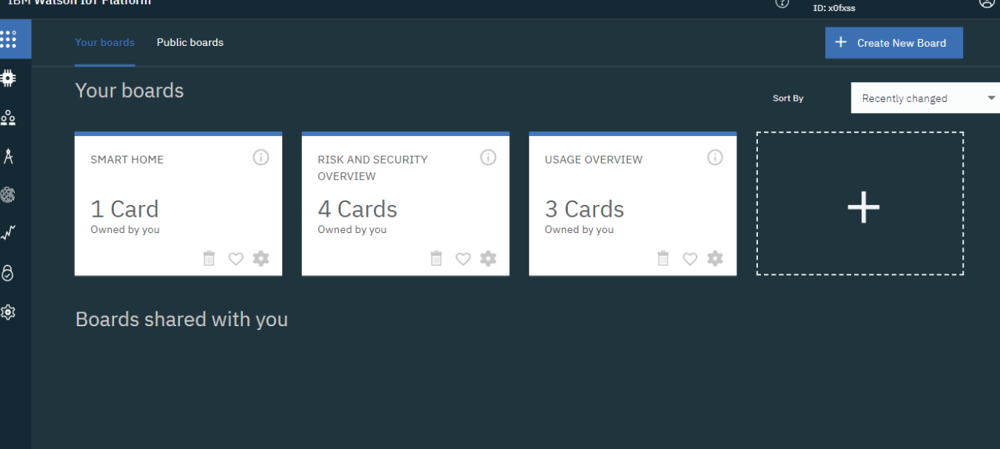 IBM Watson IoT Platform
ID: x0fxss
Your boards
Public boards
+ Create New Board
Your boards
Sort By
Recently changed
SMART HOME
1 Card
Owned by you
RISK AND SECURITY
OVERVIEW
4 Cards
Owned by you
USAGE OVERVIEW
3 Cards
Owned by you
Boards shared with you